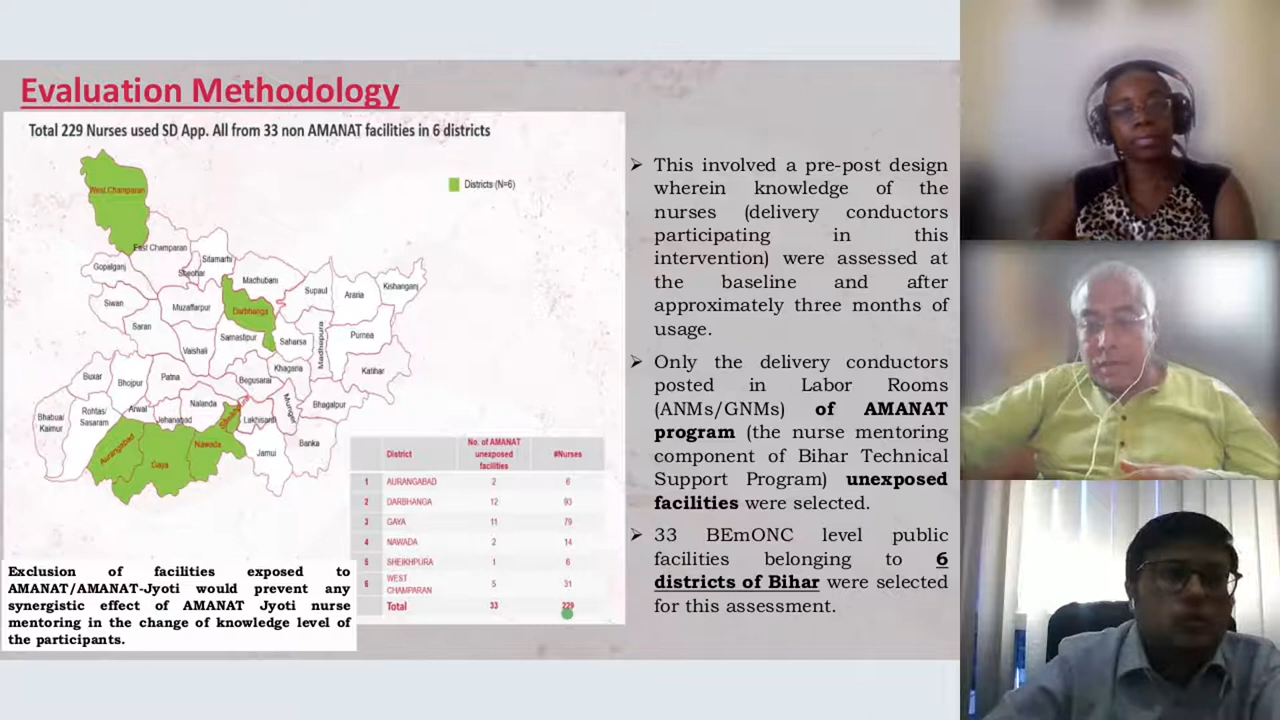 Evaluation Methodology
Total 229 Nurses used SD App. All from 33 non AMANAT facilities in 6 districts
Districts (N=6)
West Champaran
East Champaran
Sitamarhi
Gopalganj
Sheohar
Madhubani
Kishanganj
Supaul
Araria
Siwan
Muzaffarpur
Darbhanga
Saran
Samastipur
Saharsa
Madhepura
Purnea
Vaishali
Khagaria
Katihar
Buxar
Bhojpur
Patna
Begusarai
Munger
Bhagalpur
Bhabua/
Kaimur
Rohtas/
Sasaram
Arwal
Jehanabad
Nalanda
Lakhisarai
Banka
Aurangabad
Gaya
Nawada
Jamui
District
No. of AMANAT
unexposed
facilities
#Nurses
1 AURANGABAD 2 6
2 DARBHANGA 12 93
3 GAYA 11 79
4 NAWADA 2 14
5 SHEIKHPURA 1 6
6 WEST
CHAMPARAN 5 31
Total 33 229
Exclusion of facilities exposed to
AMANAT/AMANAT-Jyoti would prevent any
synergistic effect of AMANAT Jyoti nurse
mentoring in the change of knowledge level of
the participants.
➢ This involved a pre-post design
wherein knowledge of the
nurses (delivery conductors
participating in this
intervention) were assessed at
the baseline and after
approximately three months of
usage.
➢ Only the delivery conductors
posted in Labor Rooms
(ANMs/GNMs) of AMANAT
program (the nurse mentoring
component of Bihar Technical
Support Program) unexposed
facilities were selected.
➢ 33 BEmONC level public
facilities belonging to 6
districts of Bihar were selected
for this assessment.